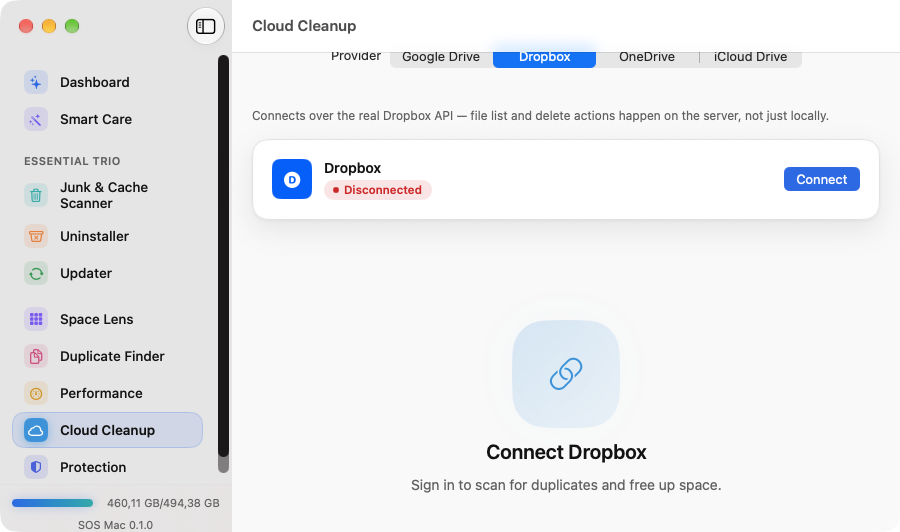 Cloud Cleanup
Dashboard
Smart Care
ESSENTIAL TRIO
Junk & Cache
Scanner
Uninstaller
Updater
Space Lens
Duplicate Finder
Performance
Cloud Cleanup
Protection
460,11 GB/494,38 GB
SOS Mac 0.1.0
Provider Google Drive Dropbox OneDrive iCloud Drive
Connects over the real Dropbox API — file list and delete actions happen on the server, not just locally.
D
Dropbox
Disconnected
Connect
Connect Dropbox
Sign in to scan for duplicates and free up space.